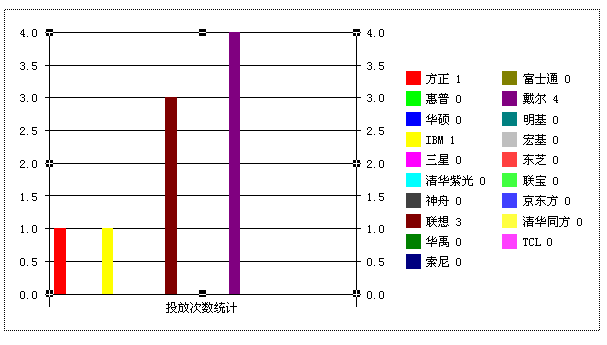 4.0
3.5
3.0
2.5
2.0
1.5
1.0
0.5
0.0
4.0
3.5
3.0
2.5
2.0
1.5
1.0
0.5
0.0
投放次数统计
方正 1
惠普 0
华硕 0
IBM 1
三星 0
清华紫光 0
神舟 0
联想 3
华禹 0
索尼 0
富士通 0
戴尔 4
明基 0
宏基 0
东芝 0
联宝 0
京东方 0
清华同方 0
TCL 0